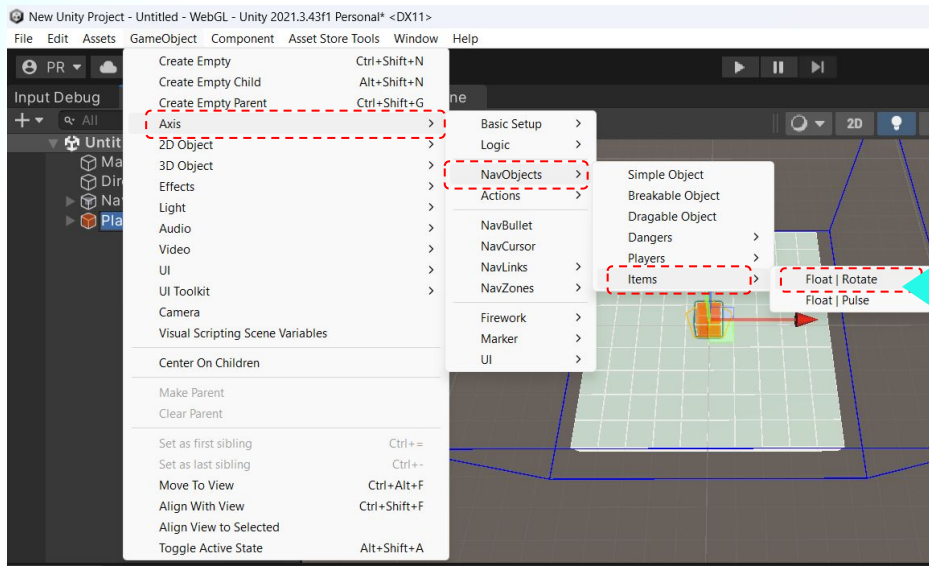 New Unity Project - Untitled - WebGL - Unity 2021.3.43f1 Personal* <DX11>
File Edit Assets GameObject Component Asset Store Tools Window Help
PR
Input Debug
All
2D
Create Empty Ctrl+Shift+N
Create Empty Child Alt+Shift+N
Create Empty Parent Ctrl+Shift+G
Axis >
2D Object >
3D Object >
Effects >
Light >
Audio >
Video >
UI >
UI Toolkit >
Camera
Visual Scripting Scene Variables
Center On Children
Make Parent
Clear Parent
Set as first sibling Ctrl+=
Set as last sibling Ctrl+-
Move To View Ctrl+Alt+F
Align With View Ctrl+Shift+F
Align View to Selected
Toggle Active State Alt+Shift+A
Basic Setup >
Logic >
NavObjects >
Actions >
NavBullet
NavCursor
NavLinks >
NavZones >
Firework >
Marker >
UI >
Simple Object
Breakable Object
Dragable Object
Dangers >
Players >
Items >
Float | Rotate
Float | Pulse